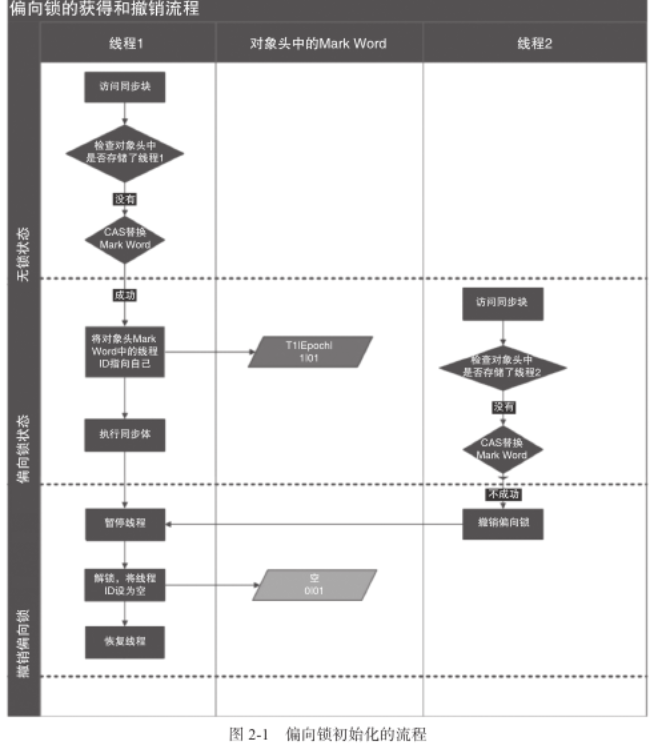 偏向锁的获得和撤销流程
线程1
对象头中的Mark Word
线程2
无锁状态
访问同步块
检查对象头中
是否存储了线程1
没有
CAS替换
Mark Word
偏向锁状态
成功
将对象头Mark
Word中的线程
ID指向自己
T1|Epoch|
1|01
执行同步体
访问同步块
检查对象头中
是否存储了线程2
没有
CAS替换
Mark Word
不成功
撤销偏向锁
撤销偏向锁
暂停线程
解锁，将线程
ID设为空
空
0|01
恢复线程
图 2-1 偏向锁初始化的流程